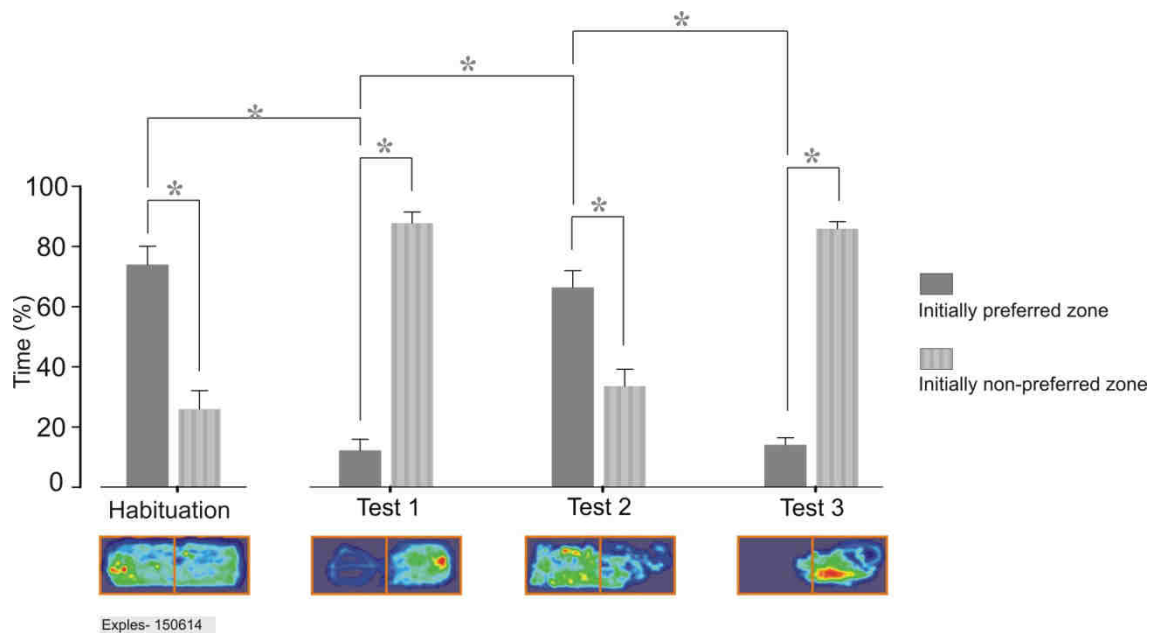 *
*
*
*
*
*
*
100
80
60
40
20
0
Time (%)
Initially preferred zone
Initially non-preferred zone
Habituation
Test 1
Test 2
Test 3
Exples- 150614